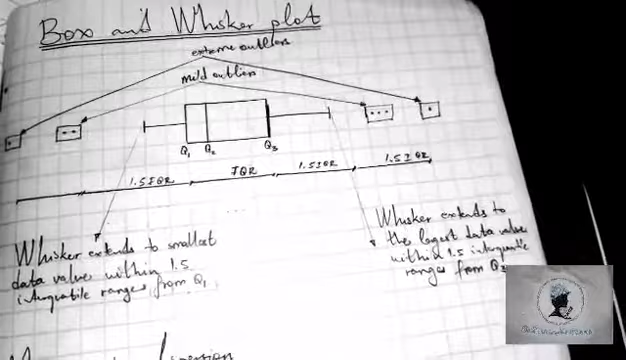 Box and Whisker plot
extreme outliers
mild outliers
Q1 Q2 Q3
1.5IQR IQR 1.5IQR 1.5IQR
Whisker extends to smallest
data value within 1.5
interquatile ranges from Q1
Whisker extends to
the largest data value
within 1.5 interquatile
ranges from Q3